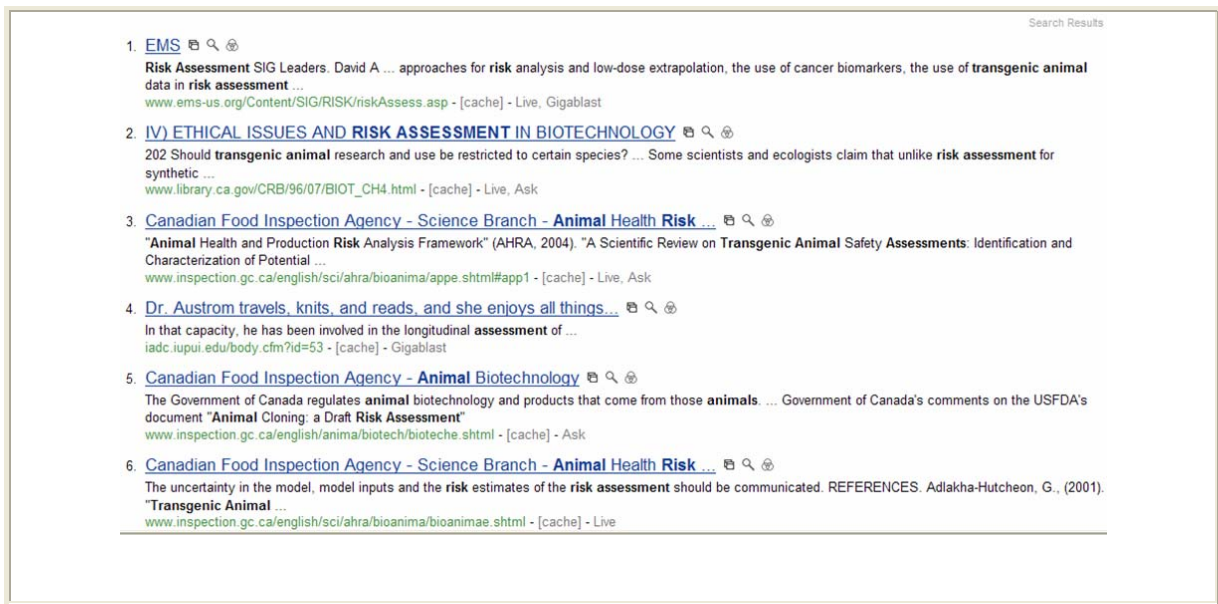 Search Results
1. EMS
Risk Assessment SIG Leaders. David A ... approaches for risk analysis and low-dose extrapolation, the use of cancer biomarkers, the use of transgenic animal
data in risk assessment ...
www.ems-us.org/Content/SIG/RISK/riskAssess.asp - [cache] - Live, Gigablast
2. IV) ETHICAL ISSUES AND RISK ASSESSMENT IN BIOTECHNOLOGY
202 Should transgenic animal research and use be restricted to certain species? ... Some scientists and ecologists claim that unlike risk assessment for
synthetic ...
www.library.ca.gov/CRB/96/07/BIOT_CH4.html - [cache] - Live, Ask
3. Canadian Food Inspection Agency - Science Branch - Animal Health Risk ...
"Animal Health and Production Risk Analysis Framework" (AHRA, 2004). "A Scientific Review on Transgenic Animal Safety Assessments: Identification and
Characterization of Potential ...
www.inspection.gc.ca/english/sci/ahra/bioanima/appe.shtml#app1 - [cache] - Live, Ask
4. Dr. Austrom travels, knits, and reads, and she enjoys all things...
In that capacity, he has been involved in the longitudinal assessment of ...
iadc.iupui.edu/body.cfm?id=53 - [cache] - Gigablast
5. Canadian Food Inspection Agency - Animal Biotechnology
The Government of Canada regulates animal biotechnology and products that come from those animals. ... Government of Canada's comments on the USFDA's
document "Animal Cloning: a Draft Risk Assessment"
www.inspection.gc.ca/english/anima/biotech/bioteche.shtml - [cache] - Ask
6. Canadian Food Inspection Agency - Science Branch - Animal Health Risk ...
The uncertainty in the model, model inputs and the risk estimates of the risk assessment should be communicated. REFERENCES. Adlakha-Hutcheon, G., (2001).
"Transgenic Animal ...
www.inspection.gc.ca/english/sci/ahra/bioanima/bioanimae.shtml - [cache] - Live